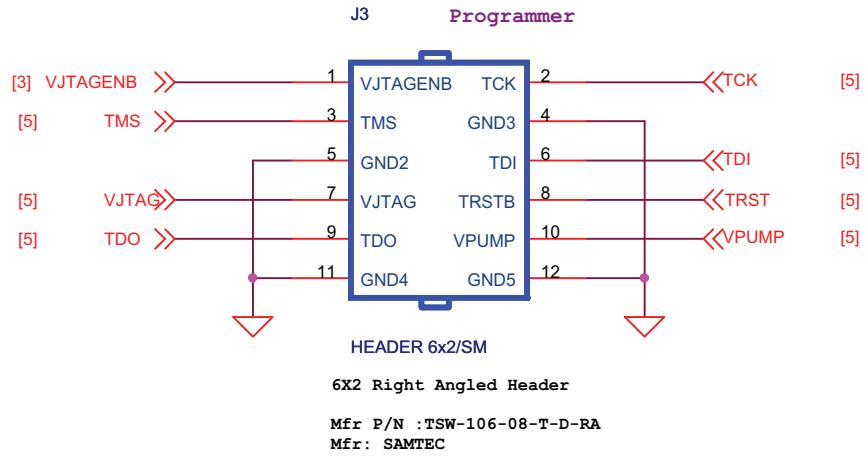 J3 Programmer
[3] VJTAGENB 1 VJTAGENB TCK 2 TCK [5]
[5] TMS 3 TMS GND3 4
5 GND2 TDI 6 TDI [5]
[5] VJTAG 7 VJTAG TRSTB 8 TRST [5]
[5] TDO 9 TDO VPUMP 10 VPUMP [5]
11 GND4 GND5 12
HEADER 6x2/SM
6X2 Right Angled Header
Mfr P/N :TSW-106-08-T-D-RA
Mfr: SAMTEC